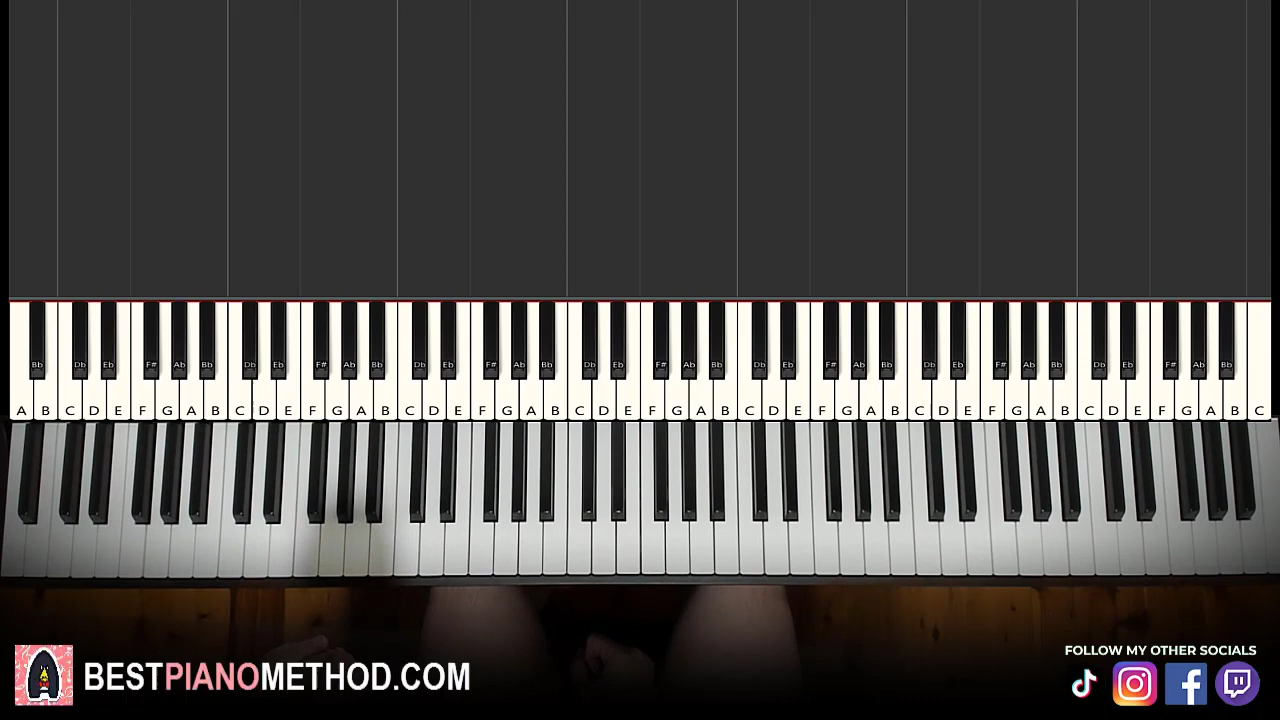 Bb Db Eb F# Ab Bb Db Eb F# Ab Bb Db Eb F# Ab Bb Db Eb F# Ab Bb Db Eb F# Ab Bb Db Eb F# Ab Bb Db Eb F# Ab Bb
A B C D E F G A B C D E F G A B C D E F G A B C D E F G A B C D E F G A B C D E F G A B C D E F G A B C
BESTPIANOMETHOD.COM
FOLLOW MY OTHER SOCIALS